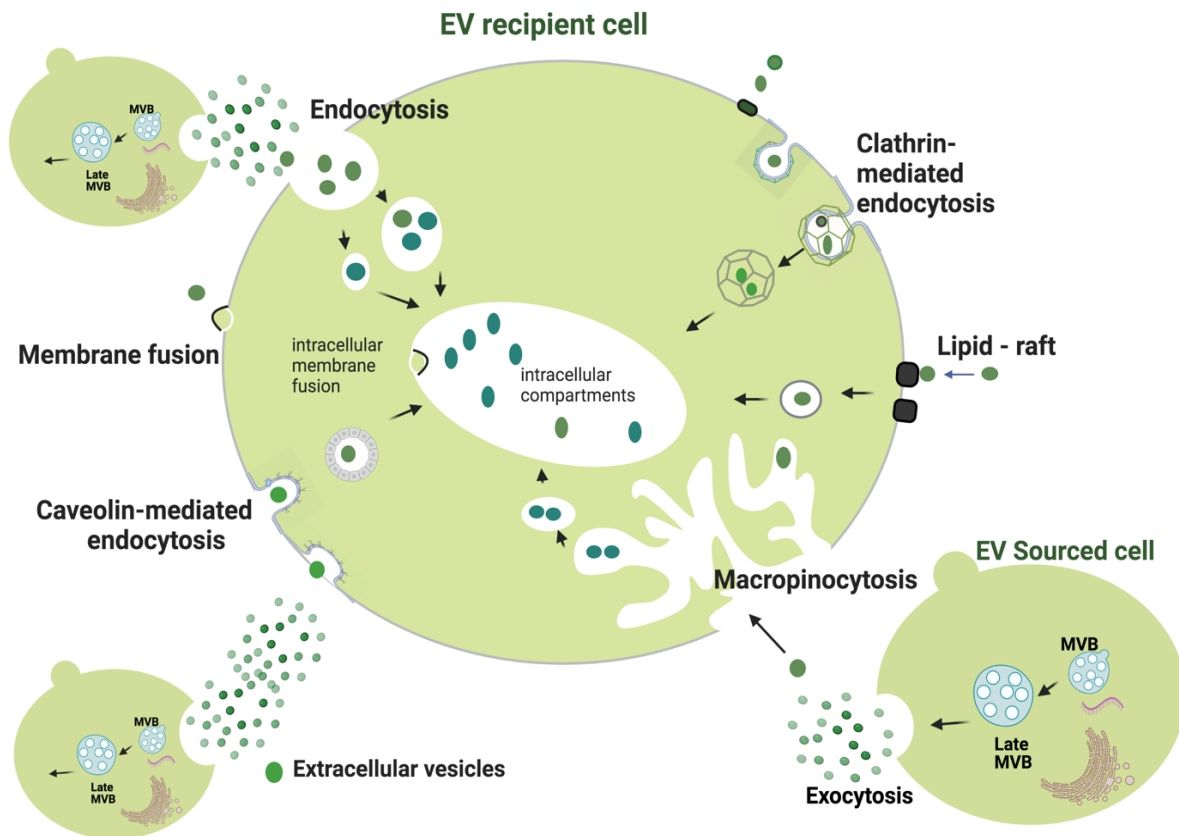 EV recipient cell
MVB
Late
MVB
Endocytosis
Clathrin-
mediated
endocytosis
Membrane fusion
intracellular
membrane
fusion
intracellular
compartments
Lipid - raft
Caveolin-mediated
endocytosis
Macropinocytosis
EV Sourced cell
MVB
Late
MVB
Exocytosis
MVB
Late
MVB
Extracellular vesicles